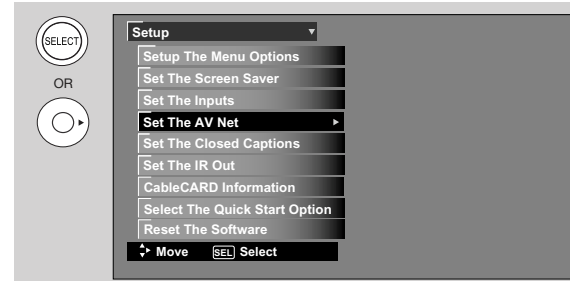 SELECT
OR
Setup
Setup The Menu Options
Set The Screen Saver
Set The Inputs
Set The AV Net
Set The Closed Captions
Set The IR Out
CableCARD Information
Select The Quick Start Option
Reset The Software
Move SEL Select